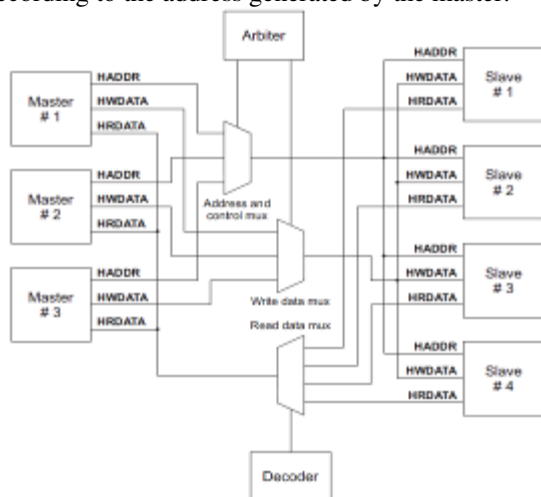 ccording to the address generated by the master.
Arbiter
Master
# 1
HADDR
HWDATA
HRDATA
Master
# 2
HADDR
HWDATA
HRDATA
Master
# 3
HADDR
HWDATA
HRDATA
Address and
control mux
Write data mux
Read data mux
HADDR
HWDATA
HRDATA
Slave
# 1
HADDR
HWDATA
HRDATA
Slave
# 2
HADDR
HWDATA
HRDATA
Slave
# 3
HADDR
HWDATA
HRDATA
Slave
# 4
Decoder